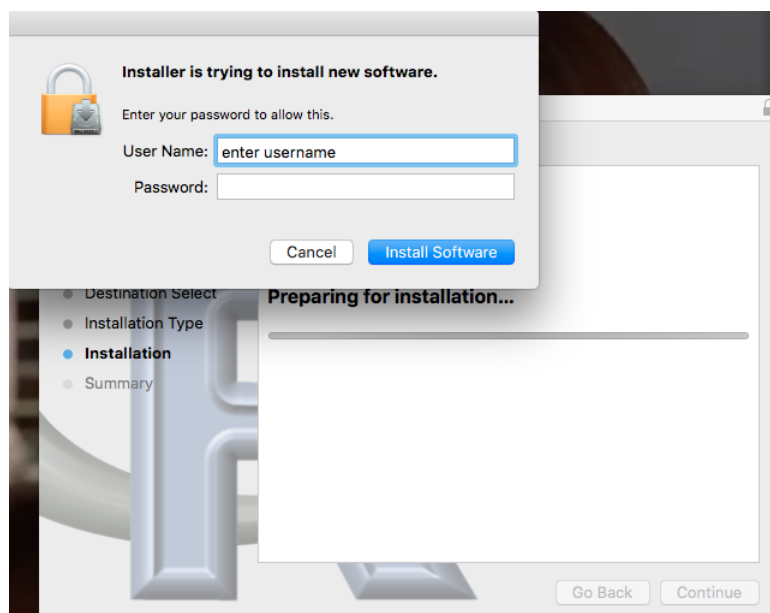 Installer is trying to install new software.
Enter your password to allow this.
User Name: enter username
Password:
Cancel Install Software
Destination Select
Preparing for installation...
Installation Type
Installation
Summary
Go Back Continue